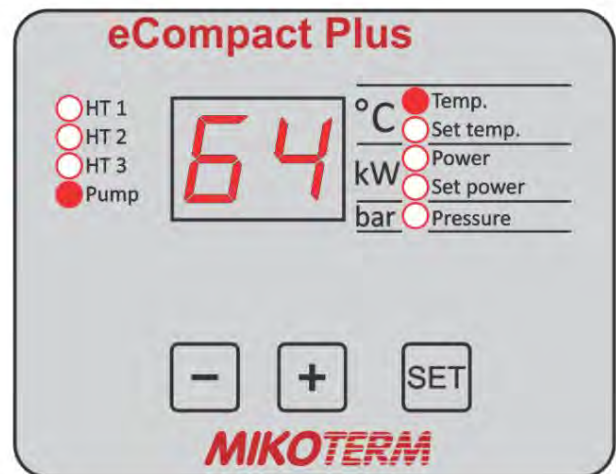 eCompact Plus
HT 1
HT 2
HT 3
Pump
64
°C
Temp.
Set temp.
kW
Power
Set power
bar
Pressure
-
+
SET
MIKOTERM